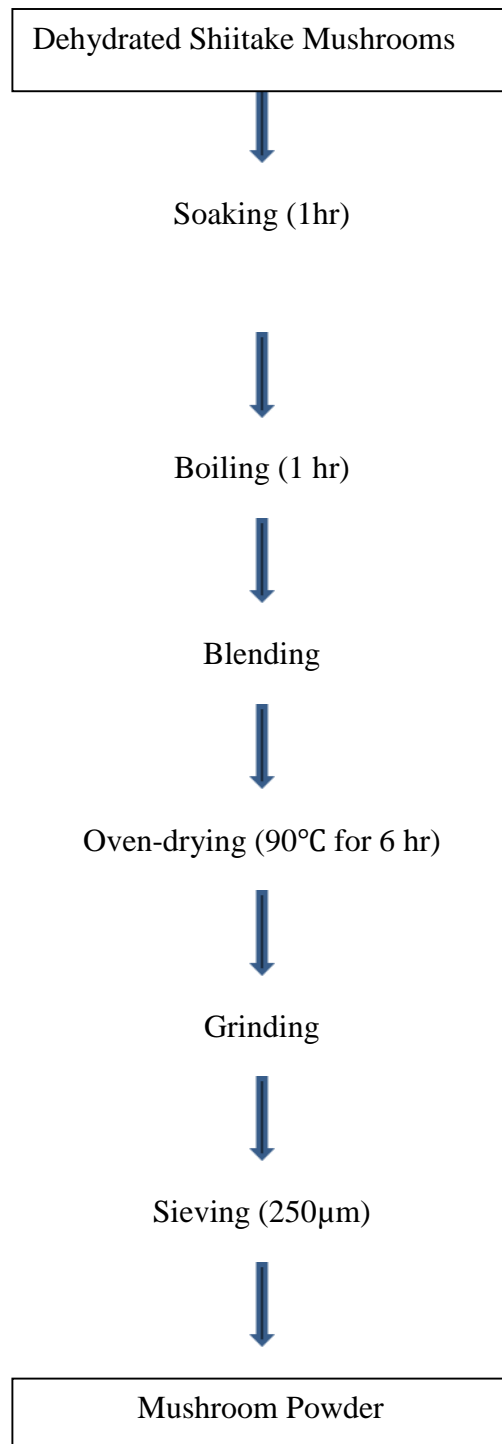 Dehydrated Shiitake Mushrooms
Soaking (1hr)
Boiling (1 hr)
Blending
Oven-drying (90℃ for 6 hr)
Grinding
Sieving (250µm)
Mushroom Powder